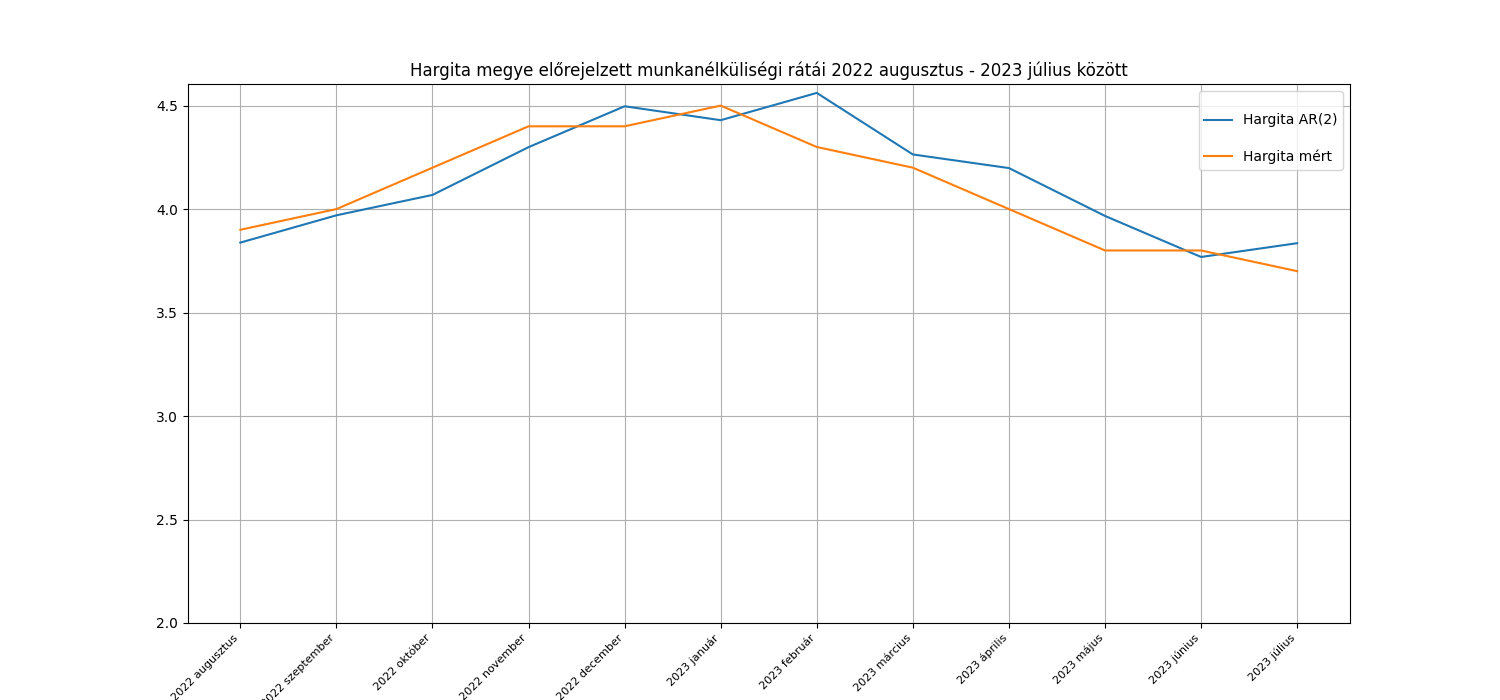 Hargita megye előrejelzett munkanélküliségi rátái 2022 augusztus - 2023 július között
4.5
4.0
3.5
3.0
2.5
2.0
Hargita AR(2)
Hargita mért
2022 augusztus
2022 szeptember
2022 október
2022 november
2022 december
2023 január
2023 február
2023 március
2023 április
2023 május
2023 június
2023 július